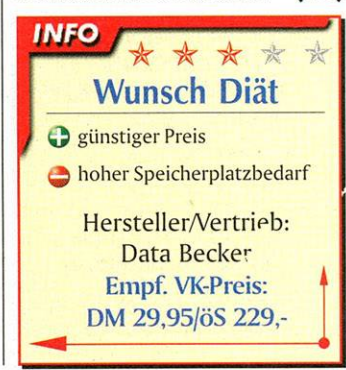 INFO
Wunsch Diät
günstiger Preis
hoher Speicherplatzbedarf
Hersteller/Vertrieb:
Data Becker
Empf. VK-Preis:
DM 29,95/öS 229,-